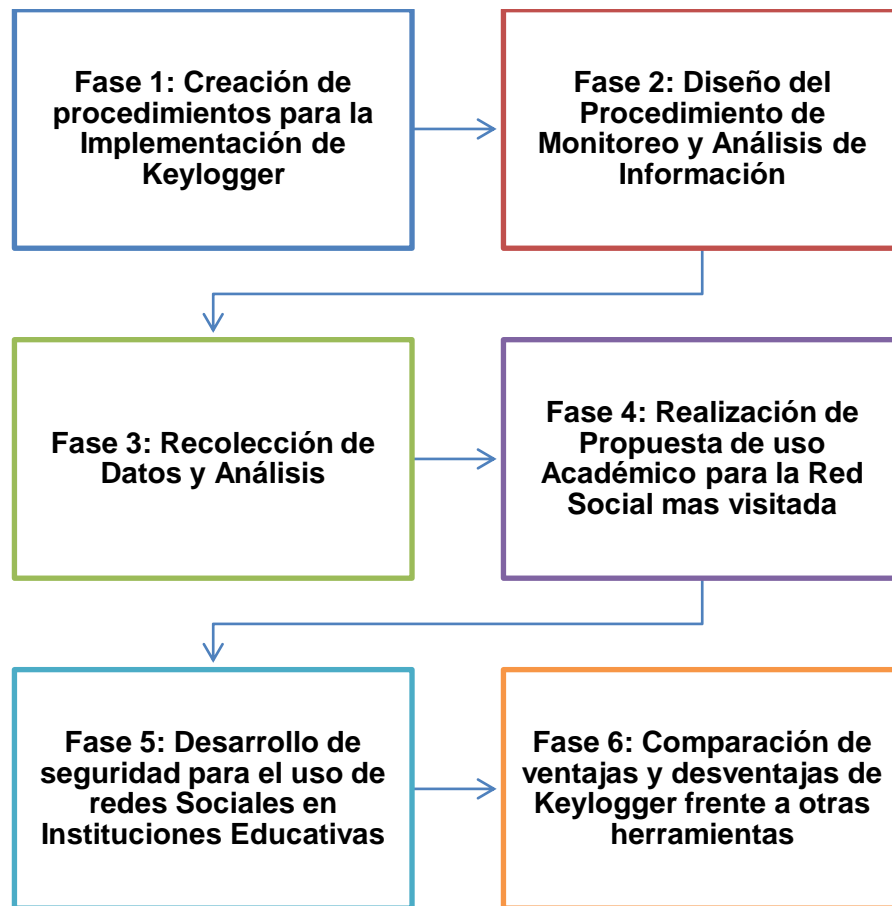 Fase 1: Creación de
procedimientos para la
Implementación de
Keylogger
Fase 2: Diseño del
Procedimiento de
Monitoreo y Análisis de
Información
Fase 3: Recolección de
Datos y Análisis
Fase 4: Realización de
Propuesta de uso
Académico para la Red
Social mas visitada
Fase 5: Desarrollo de
seguridad para el uso de
redes Sociales en
Instituciones Educativas
Fase 6: Comparación de
ventajas y desventajas de
Keylogger frente a otras
herramientas